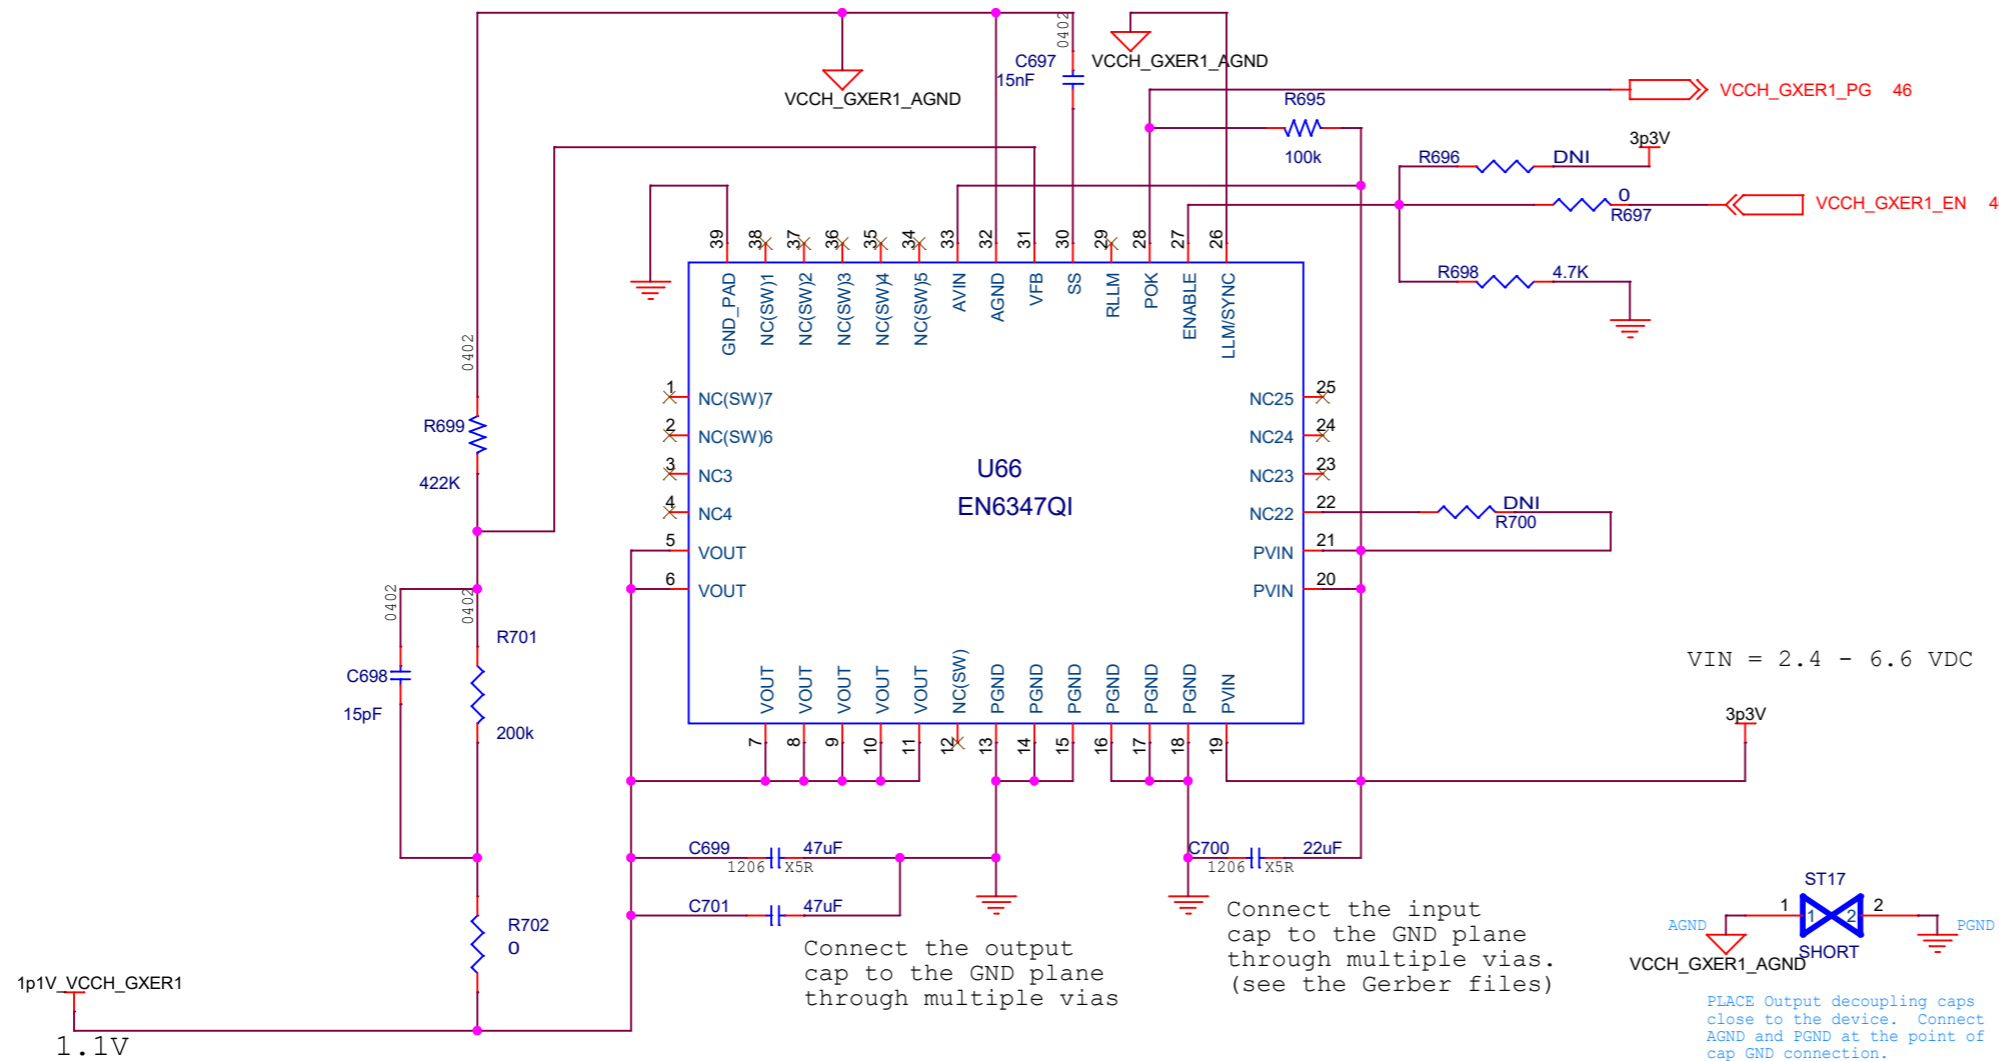 0402
C697
15nF
VCCH_GXER1_AGND
VCCH_GXER1_AGND
R695
100k
VCCH_GXER1_PG 46
3p3V
R696
DNI
0
R697
VCCH_GXER1_EN 4
R698
4.7K
39
38
37
36
35
34
33
32
31
30
29
28
27
26
GND_PAD
NC(SW)1
NC(SW)2
NC(SW)3
NC(SW)4
NC(SW)5
AVIN
AGND
VFB
SS
RLLM
POK
ENABLE
LLM/SYNC
0402
R699
422K
1
NC(SW)7
2
NC(SW)6
3
NC3
4
NC4
5
VOUT
6
VOUT
U66
EN6347QI
NC25
25
NC24
24
NC23
23
NC22
22
PVIN
21
PVIN
20
DNI
R700
0402
0402
R701
200k
C698
15pF
VOUT
VOUT
VOUT
VOUT
VOUT
NC(SW)
PGND
PGND
PGND
PGND
PGND
PGND
PVIN
7
8
9
10
11
12
13
14
15
16
17
18
19
VIN = 2.4 - 6.6 VDC
3p3V
C699
47uF
1206
X5R
C701
47uF
C700
22uF
1206
X5R
R702
0
Connect the output
cap to the GND plane
through multiple vias
Connect the input
cap to the GND plane
through multiple vias.
(see the Gerber files)
ST17
1
1
2
2
AGND
PGND
SHORT
VCCH_GXER1_AGND
1p1V_VCCH_GXER1
1.1V
PLACE Output decoupling caps
close to the device. Connect
AGND and PGND at the point of
cap GND connection.